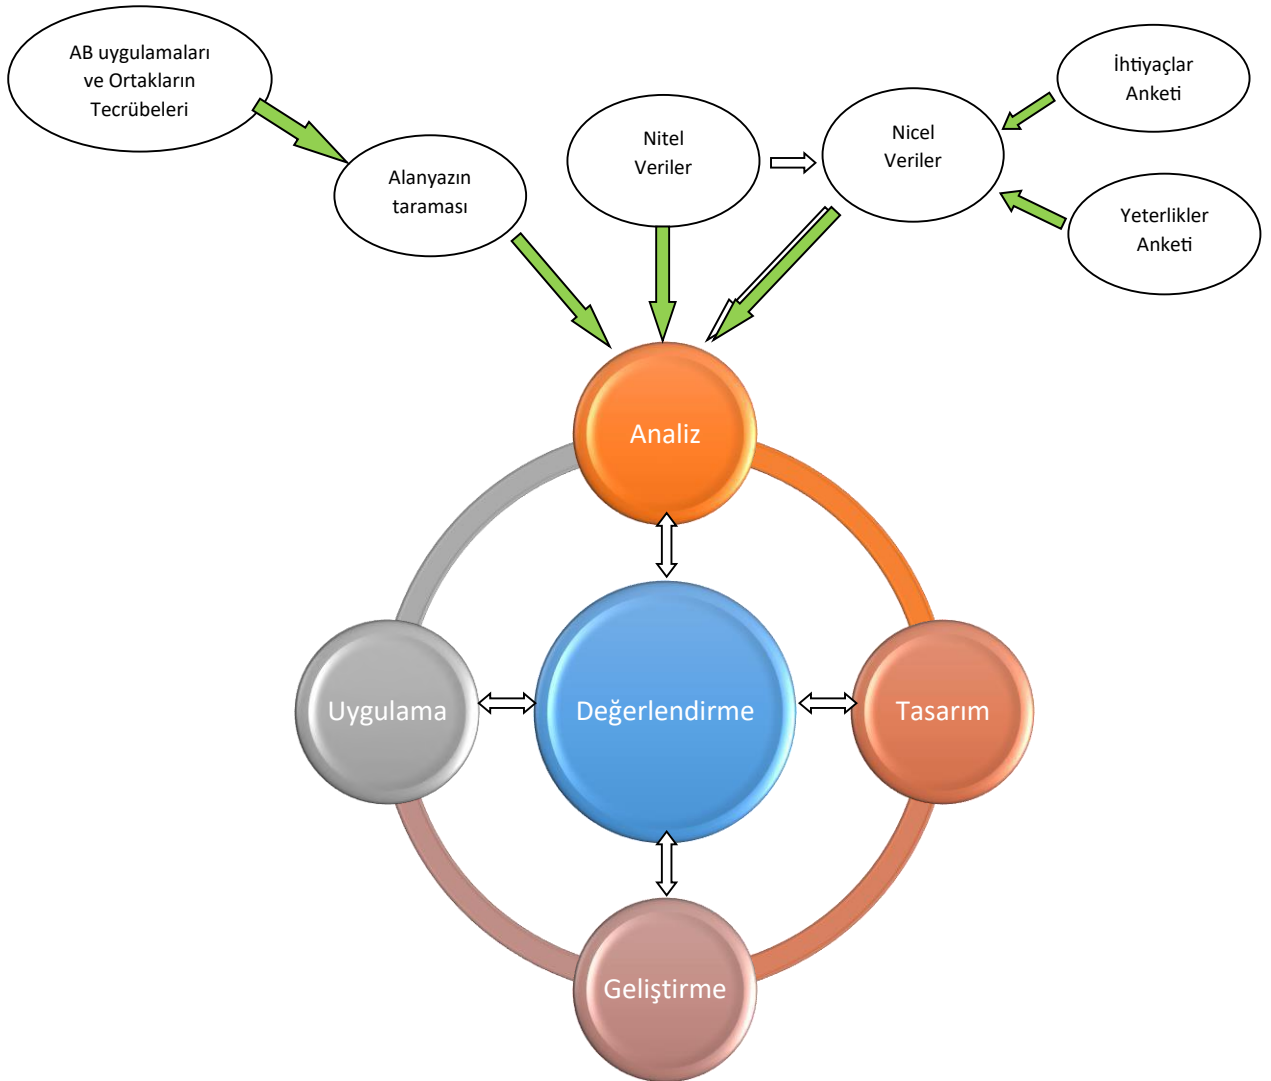 AB uygulamaları
ve Ortakların
Tecrübeleri
Alanyazın
taraması
Nitel
Veriler
Nicel
Veriler
İhtiyaçlar
Anketi
Yeterlikler
Anketi
Analiz
Uygulama
Değerlendirme
Tasarım
Geliştirme